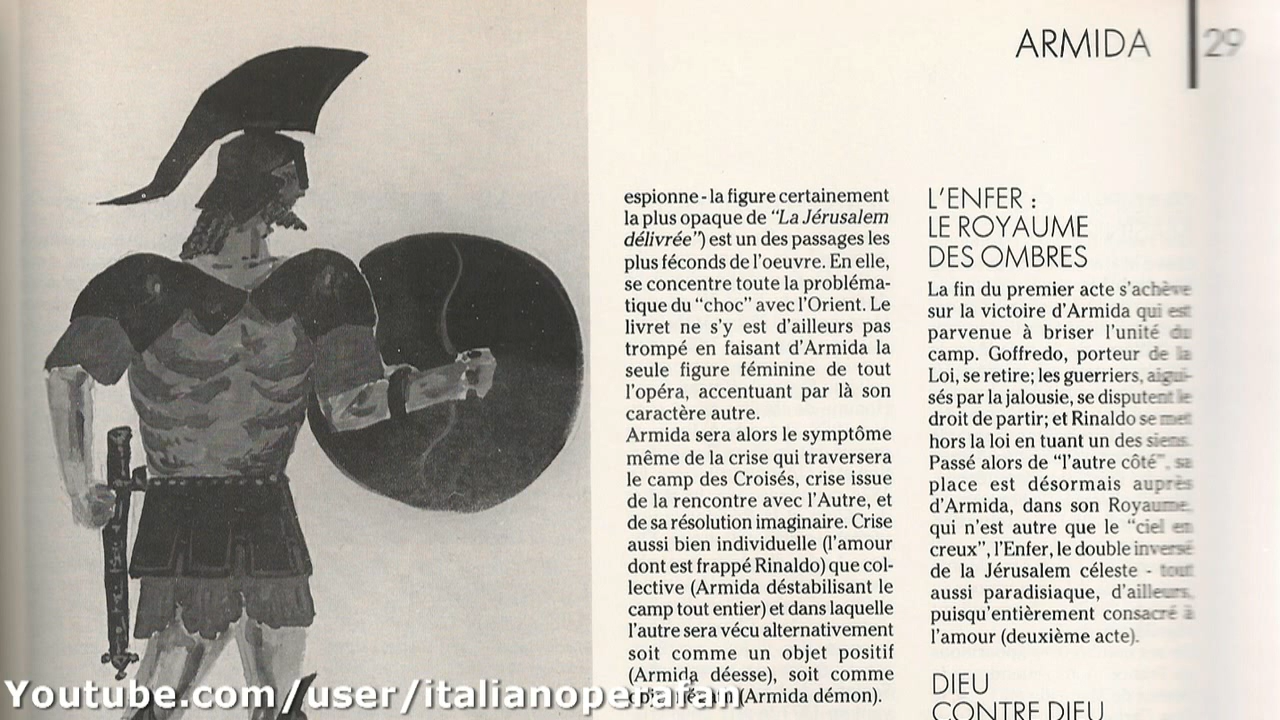 ARMIDA
29
espionne - la figure certainement
la plus opaque de “La Jérusalem
délivrée”) est un des passages les
plus féconds de l'oeuvre. En elle,
se concentre toute la probléma-
tique du “choc” avec l'Orient. Le
livret ne s'y est d'ailleurs pas
trompé en faisant d'Armida la
seule figure féminine de tout
l'opéra, accentuant par là son
caractère autre.
Armida sera alors le symptôme
même de la crise qui traversera
le camp des Croisés, crise issue
de la rencontre avec l'Autre, et
de sa résolution imaginaire. Crise
aussi bien individuelle (l'amour
dont est frappé Rinaldo) que col-
lective (Armida déstabilisant le
camp tout entier) et dans laquelle
l'autre sera vécu alternativement
soit comme un objet positif
(Armida déesse), soit comme
(Armida démon).
L'ENFER :
LE ROYAUME
DES OMBRES
La fin du premier acte s'achève
sur la victoire d'Armida qui est
parvenue à briser l'unité du
camp. Goffredo, porteur de la
Loi, se retire; les guerriers, aigui-
sés par la jalousie, se disputent le
droit de partir; et Rinaldo se met
hors la loi en tuant un des siens.
Passé alors de “l'autre côté”, sa
place est désormais auprès
d'Armida, dans son Royaume,
qui n'est autre que le “ciel en
creux”, l'Enfer, le double inversé
de la Jérusalem céleste - tout
aussi paradisiaque, d'ailleurs,
puisqu'entièrement consacré à
l'amour (deuxième acte).
DIEU
CONTRE DIEU
Youtube.com/user/italianoperafan